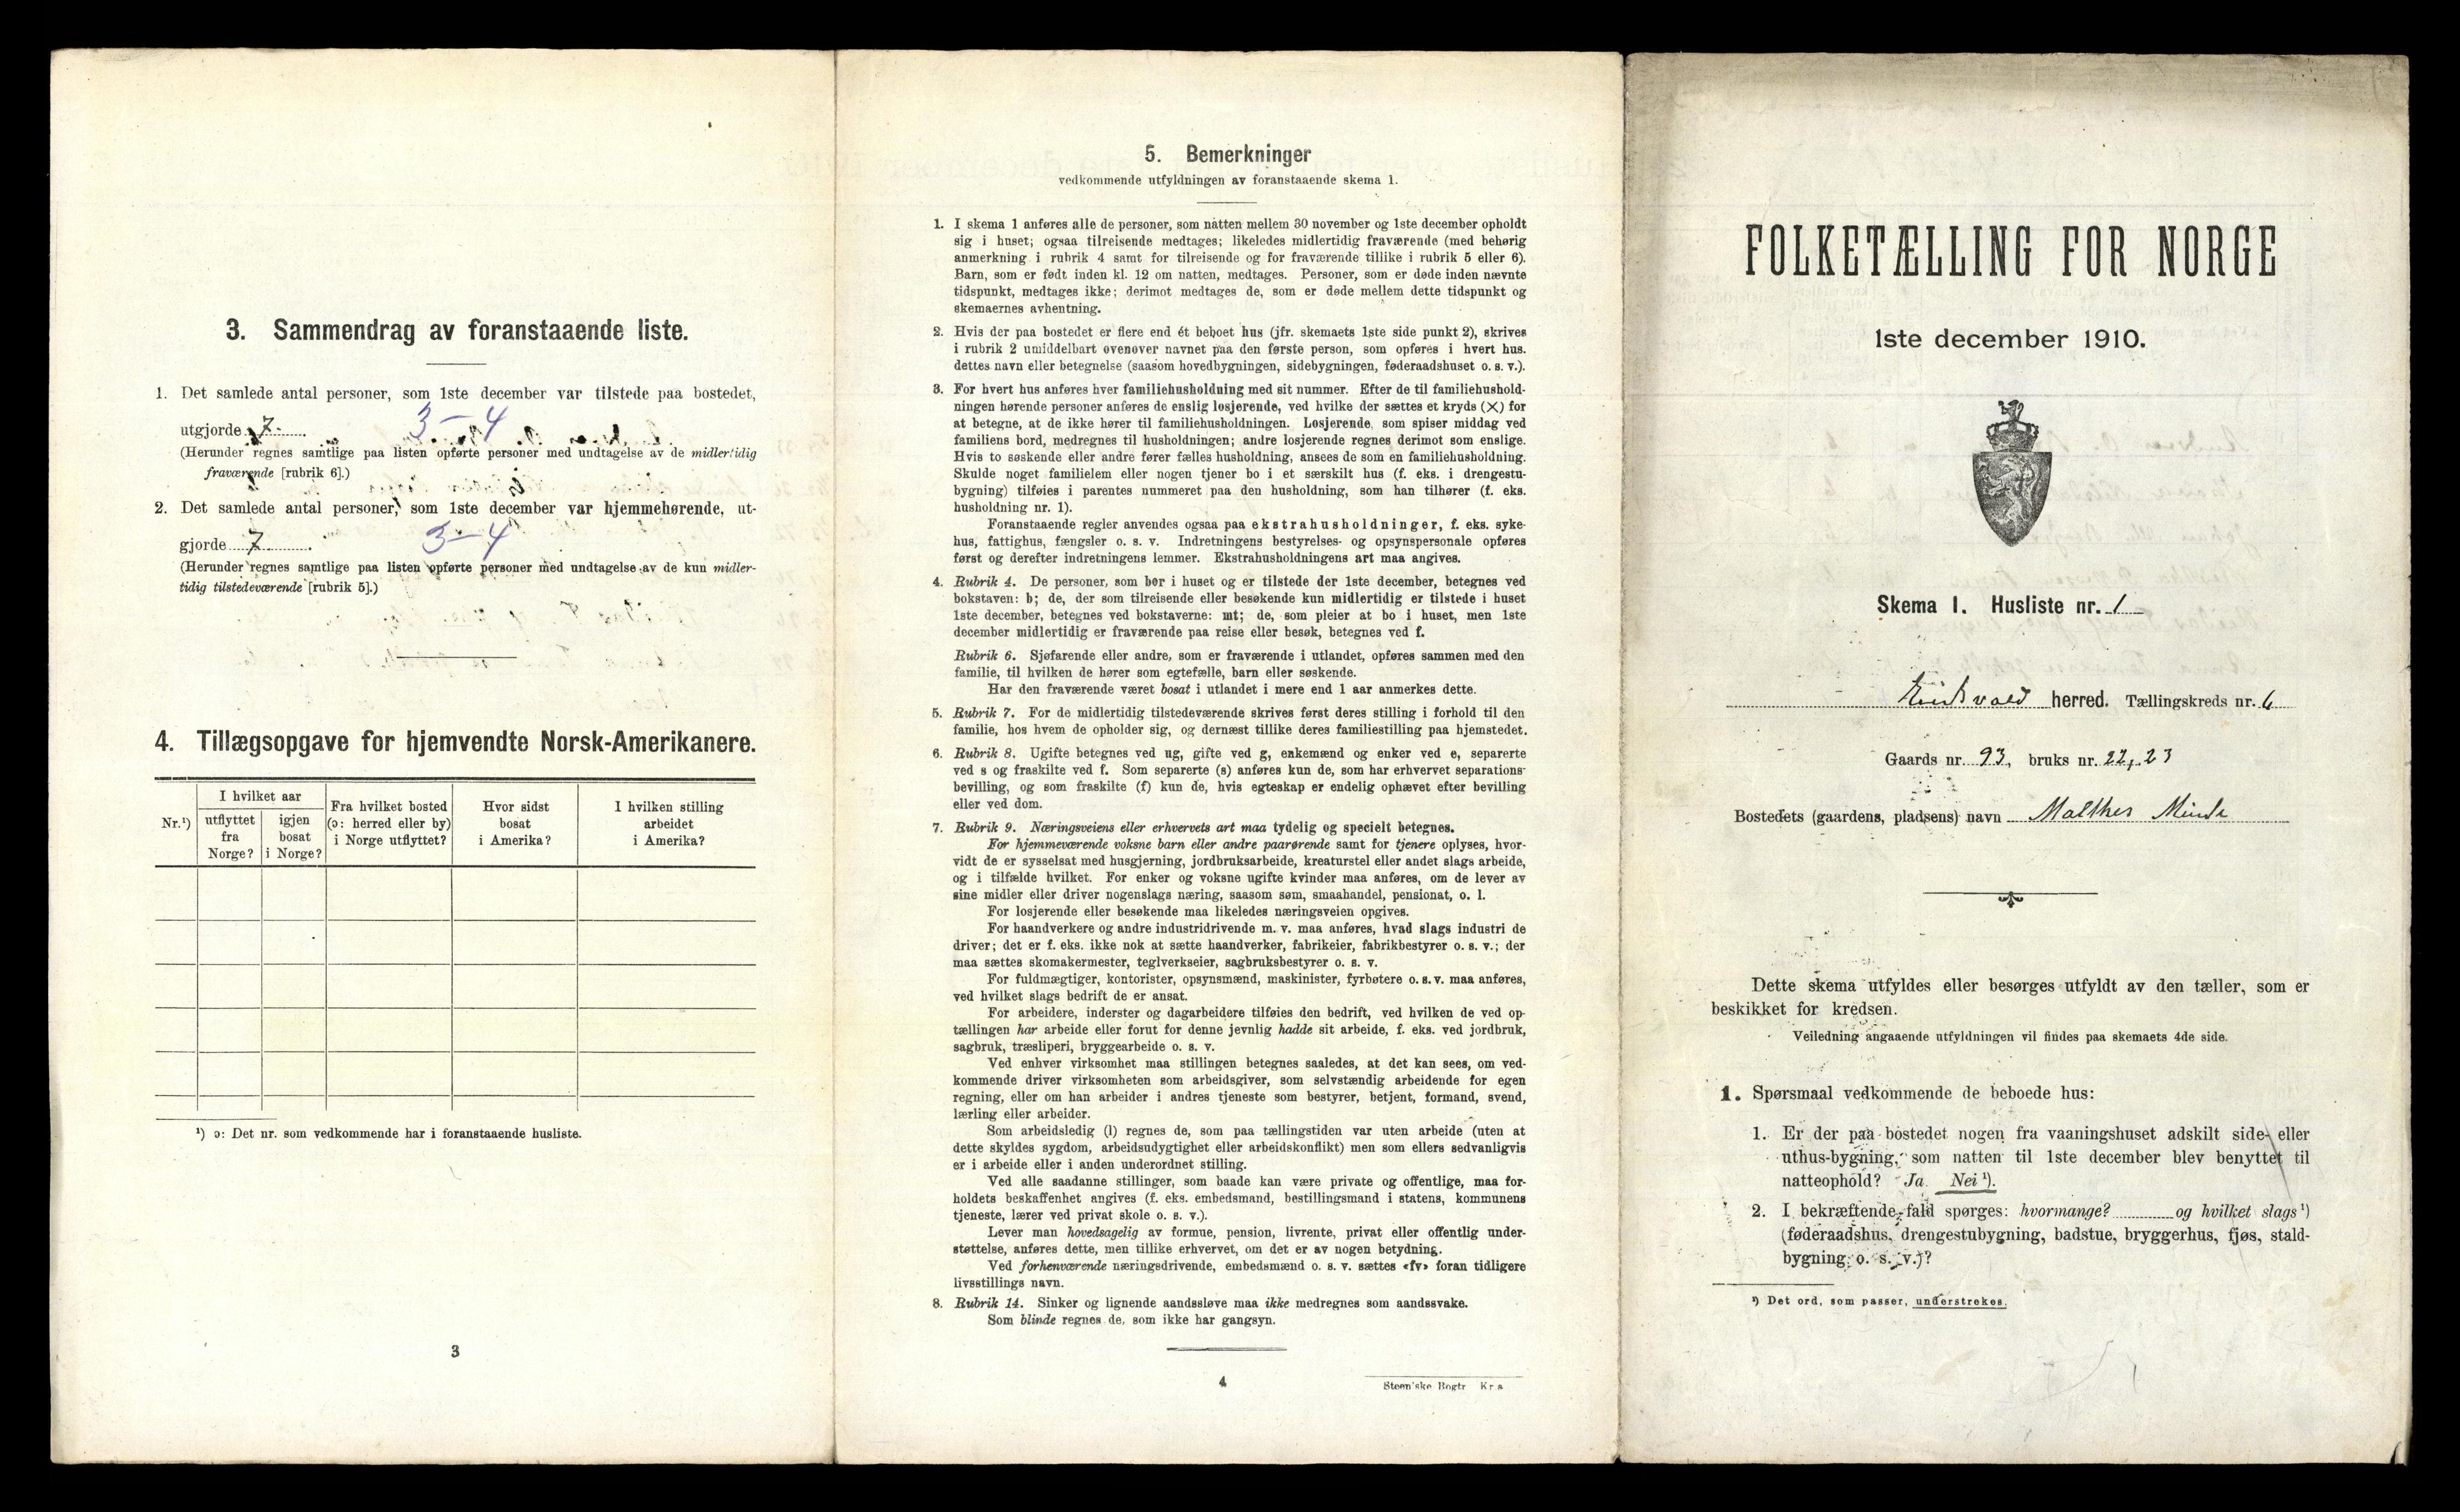 3. Sammendrag av foranstaaende liste.
1. Det samlede antal personer, som 1ste december var tilstede paa bostedet,
utgjorde 7. 3–4
(Herunder regnes samtlige paa listen opførte personer med undtagelse av de midlertidig
fraværende [rubrik 6].)
2. Det samlede antal personer, som 1ste december var hjemmehørende, ut-
gjorde 7. 3–4
(Herunder regnes samtlige paa listen opførte personer med undtagelse av de kun midler-
tidig tilstedeværende [rubrik 5].)
4. Tillægsopgave for hjemvendte Norsk-Amerikanere.
Nr.¹)
I hvilket aar
utflyttet
fra
Norge?
igjen
bosat
i Norge?
Fra hvilket bosted
(ɔ: herred eller by)
i Norge utflyttet?
Hvor sidst
bosat
i Amerika?
I hvilken stilling
arbeidet
i Amerika?
¹) ɔ: Det nr. som vedkommende har i foranstaaende husliste.
3
5. Bemerkninger
vedkommende utfyldningen av foranstaaende skema 1.
1. I skema 1 anføres alle de personer, som natten mellem 30 november og 1ste december opholdt
sig i huset; ogsaa tilreisende medtages; likeledes midlertidig fraværende (med behørig
anmerkning i rubrik 4 samt for tilreisende og for fraværende tillike i rubrik 5 eller 6).
Barn, som er født inden kl. 12 om natten, medtages. Personer, som er døde inden nævnte
tidspunkt, medtages ikke; derimot medtages de, som er døde mellem dette tidspunkt og
skemaernes avhentning.
2. Hvis der paa bostedet er flere end ét beboet hus (jfr. skemaets 1ste side punkt 2), skrives
i rubrik 2 umiddelbart ovenover navnet paa den første person, som opføres i hvert hus.
dettes navn eller betegnelse (saasom hovedbygningen, sidebygningen, føderaadshuset o. s. v.).
3. For hvert hus anføres hver familiehusholdning med sit nummer. Efter de til familiehushold-
ningen hørende personer anføres de enslig losjerende, ved hvilke der sættes et kryds (✕) for
at betegne, at de ikke hører til familiehusholdningen. Losjerende, som spiser middag ved
familiens bord, medregnes til husholdningen; andre losjerende regnes derimot som enslige.
Hvis to søskende eller andre fører fælles husholdning, ansees de som en familiehusholdning.
Skulde noget familielem eller nogen tjener bo i et særskilt hus (f. eks. i drengestu-
bygning) tilføies i parentes nummeret paa den husholdning, som han tilhører (f. eks.
husholdning nr. 1).
Foranstaaende regler anvendes ogsaa paa ekstrahusholdninger, f. eks. syke-
hus, fattighus, fængsler o. s. v. Indretningens bestyrelses- og opsynspersonale opføres
først og derefter indretningens lemmer. Ekstrahusholdningens art maa angives.
4. Rubrik 4. De personer, som bor i huset og er tilstede der 1ste december, betegnes ved
bokstaven: b; de, der som tilreisende eller besøkende kun midlertidig er tilstede i huset
1ste december, betegnes ved bokstaverne: mt; de, som pleier at bo i huset, men 1ste
december midlertidig er fraværende paa reise eller besøk, betegnes ved f.
Rubrik 6. Sjøfarende eller andre, som er fraværende i utlandet, opføres sammen med den
familie, til hvilken de hører som egtefælle, barn eller søskende.
Har den fraværende været bosat i utlandet i mere end 1 aar anmerkes dette.
5. Rubrik 7. For de midlertidig tilstedeværende skrives først deres stilling i forhold til den
familie, hos hvem de opholder sig, og dernæst tillike deres familiestilling paa hjemstedet.
6. Rubrik 8. Ugifte betegnes ved ug, gifte ved g, enkemænd og enker ved e, separerte
ved s og fraskilte ved f. Som separerte (s) anføres kun de, som har erhvervet separations-
bevilling, og som fraskilte (f) kun de, hvis egteskap er endelig ophævet efter bevilling
eller ved dom.
7. Rubrik 9. Næringsveiens eller erhvervets art maa tydelig og specielt betegnes.
For hjemmeværende voksne barn eller andre paarørende samt for tjenere oplyses, hvor-
vidt de er sysselsat med husgjerning, jordbruksarbeide, kreaturstel eller andet slags arbeide,
og i tilfælde hvilket. For enker og voksne ugifte kvinder maa anføres, om de lever av
sine midler eller driver nogenslags næring, saasom søm, smaahandel, pensionat, o. l.
For losjerende eller besøkende maa likeledes næringsveien opgives.
For haandverkere og andre industridrivende m. v. maa anføres, hvad slags industri de
driver; det er f. eks. ikke nok at sætte haandverker, fabrikeier, fabrikbestyrer o. s. v.; der
maa sættes skomakermester, teglverkseier, sagbruksbestyrer o. s. v.
For fuldmægtiger, kontorister, opsynsmænd, maskinister, fyrbøtere o. s. v. maa anføres,
ved hvilket slags bedrift de er ansat.
For arbeidere, inderster og dagarbeidere tilføies den bedrift, ved hvilken de ved op-
tællingen har arbeide eller forut for denne jevnlig hadde sit arbeide, f. eks. ved jordbruk,
sagbruk, træsliperi, bryggearbeide o. s. v.
Ved enhver virksomhet maa stillingen betegnes saaledes, at det kan sees, om ved-
kommende driver virksomheten som arbeidsgiver, som selvstændig arbeidende for egen
regning, eller om han arbeider i andres tjeneste som bestyrer, betjent, formand, svend,
lærling eller arbeider.
Som arbeidsledig (l) regnes de, som paa tællingstiden var uten arbeide (uten at
dette skyldes sygdom, arbeidsudygtighet eller arbeidskonflikt) men som ellers sedvanligvis
er i arbeide eller i anden underordnet stilling.
Ved alle saadanne stillinger, som baade kan være private og offentlige, maa for-
holdets beskaffenhet angives (f. eks. embedsmand, bestillingsmand i statens, kommunens
tjeneste, lærer ved privat skole o. s. v.).
Lever man hovedsagelig av formue, pension, livrente, privat eller offentlig under-
støttelse, anføres dette, men tillike erhvervet, om det er av nogen betydning.
Ved forhenværende næringsdrivende, embedsmænd o. s. v. sættes «fv» foran tidligere
livsstillings navn.
8. Rubrik 14. Sinker og lignende aandssløve maa ikke medregnes som aandssvake.
Som blinde regnes de, som ikke har gangsyn.
4
Steen'ske Bogtr Kr a
FOLKETÆLLING FOR NORGE
1ste december 1910.
Skema I. Husliste nr. 1
Eidsvold herred. Tællingskreds nr. 6
Gaards nr. 93, bruks nr. 22, 23
Bostedets (gaardens, pladsens) navn Malthes Minde
Dette skema utfyldes eller besørges utfyldt av den tæller, som er
beskikket for kredsen.
Veiledning angaaende utfyldningen vil findes paa skemaets 4de side.
1. Spørsmaal vedkommende de beboede hus:
1. Er der paa bostedet nogen fra vaaningshuset adskilt side- eller
uthus-bygning, som natten til 1ste december blev benyttet til
natteophold? Ja. Nei¹).
2. I bekræftende fald spørges: hvormange? og hvilket slags¹)
(føderaadshus, drengestubygning, badstue, bryggerhus, fjøs, stald-
bygning o. s. v.)?
¹) Det ord, som passer, understrekes.